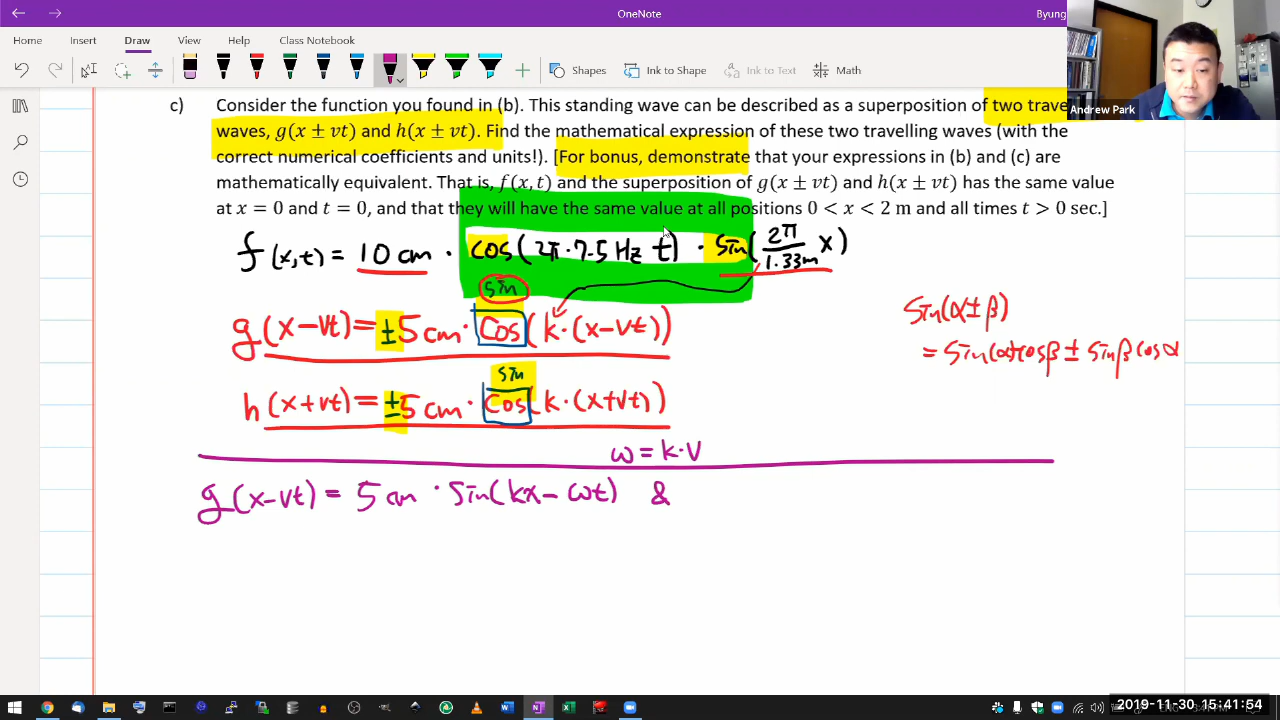 OneNote
Byung
Home Insert Draw View Help Class Notebook
Shapes Ink to Shape Ink to Text Math
Andrew Park
c) Consider the function you found in (b). This standing wave can be described as a superposition of two trave
waves, g(x ± vt) and h(x ± vt). Find the mathematical expression of these two travelling waves (with the
correct numerical coefficients and units!). [For bonus, demonstrate that your expressions in (b) and (c) are
mathematically equivalent. That is, f(x, t) and the superposition of g(x ± vt) and h(x ± vt) has the same value
at x = 0 and t = 0, and that they will have the same value at all positions 0 < x < 2 m and all times t > 0 sec.]
f(x,t) = 10 cm · cos(2π·7.5 Hz t) · sin(2π/1.33m x)
sin
g(x-vt) = ±5 cm · cos(k·(x-vt))
sin(α±β)
= sin(α)cosβ ± sinβ cosα
sin
h(x+vt) = ±5 cm · cos(k·(x+vt))
ω = k·v
g(x-vt) = 5 cm · sin(kx - ωt) &
2019-11-30 15:41:54